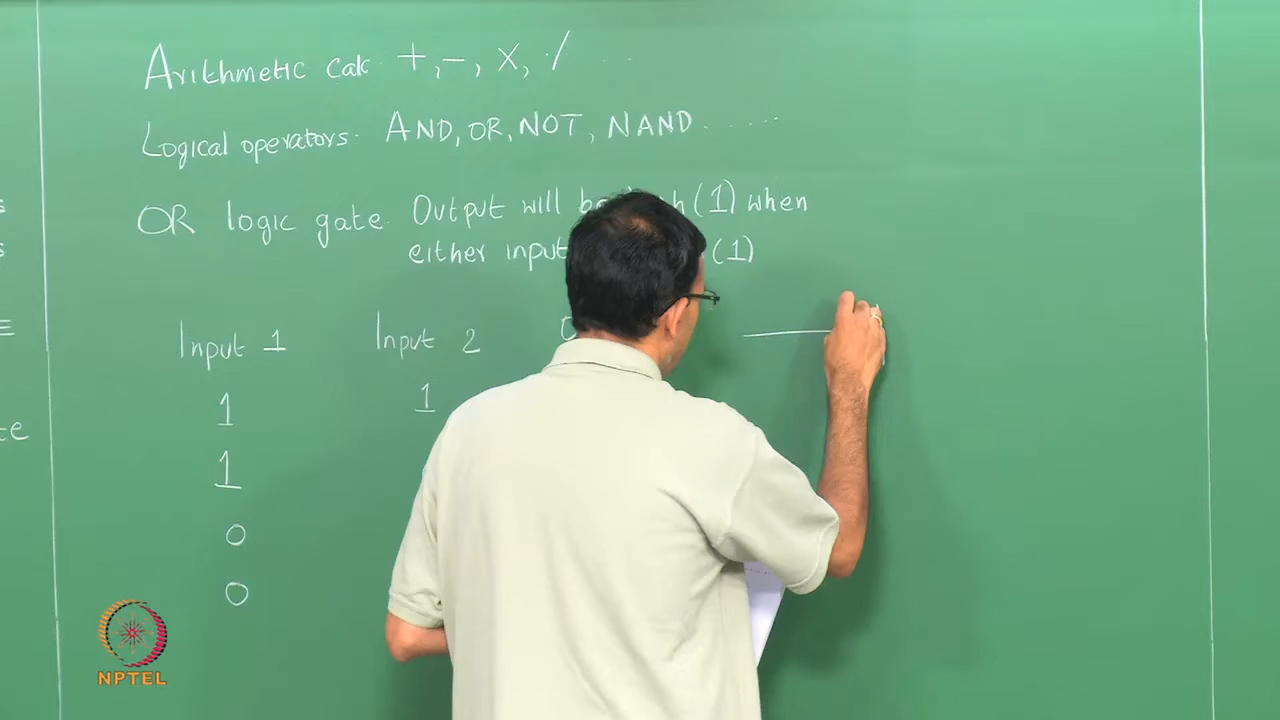 Arithmetic calc. +, -, X, / ...
Logical operators. AND, OR, NOT, NAND ......
OR logic gate. Output will be (1) when
either input (1)
Input 1 Input 2
1 1
1
0
0
NPTEL